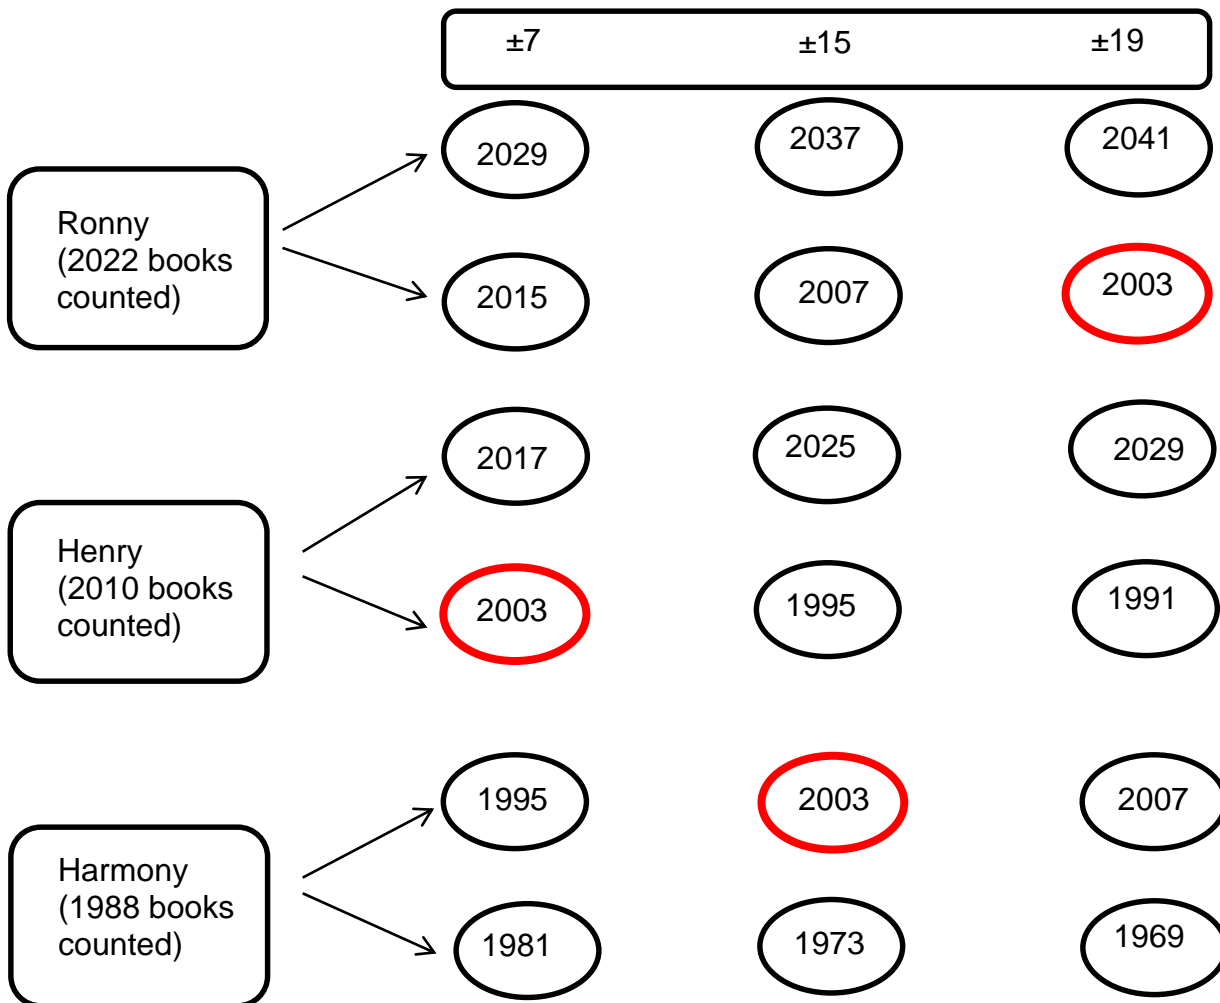 ±7 ±15 ±19
2029 2037 2041
Ronny
(2022 books
counted)
2015 2007 2003
2017 2025 2029
Henry
(2010 books
counted)
2003 1995 1991
1995 2003 2007
Harmony
(1988 books
counted)
1981 1973 1969